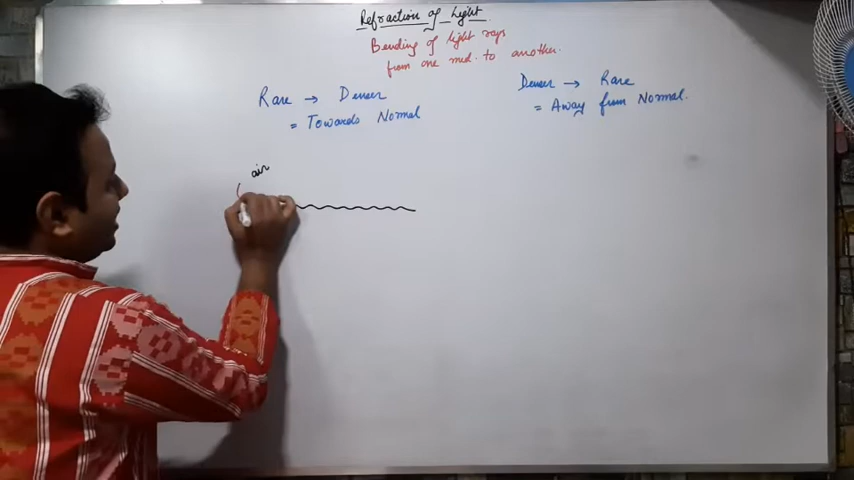 Refraction of Light
Bending of light rays
from one med. to another.
Rare → Denser
= Towards Normal
Denser → Rare
= Away from Normal.
air